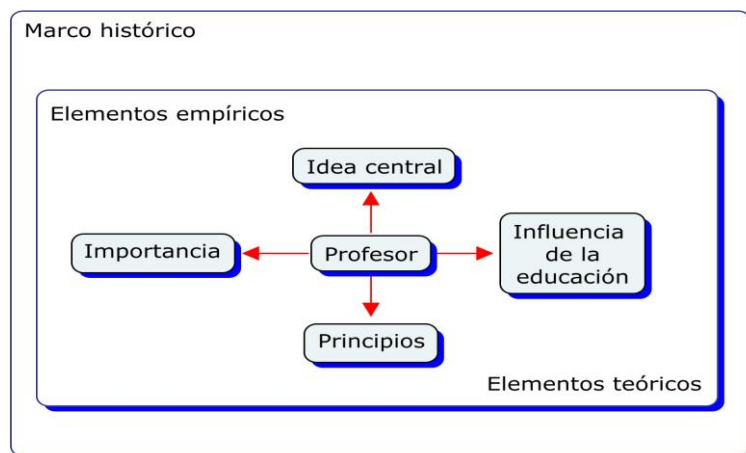 Marco histórico
Elementos empíricos
Idea central
Importancia
Profesor
Influencia
de la
educación
Principios
Elementos teóricos